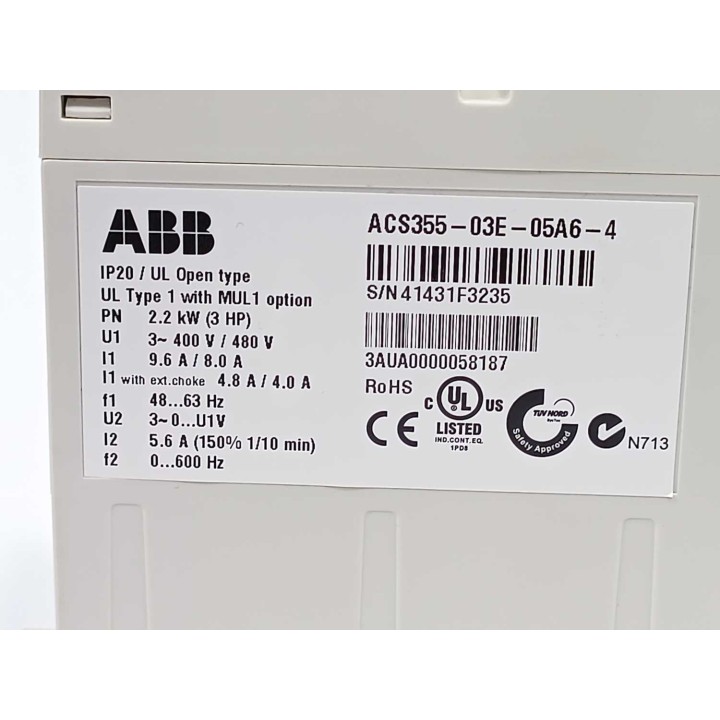 ABB
IP20 / UL Open type
UL Type 1 with MUL1 option
PN 2.2 kW (3 HP)
U1 3~ 400 V / 480 V
I1 9.6 A / 8.0 A
I1 with ext.choke 4.8 A / 4.0 A
f1 48...63 Hz
U2 3~0...U1V
I2 5.6 A (150% 1/10 min)
f2 0...600 Hz
ACS355-03E-05A6-4
S/N 41431F3235
3AUA0000058187
RoHS
CE
C UL US
LISTED
IND.CONT.EQ.
1PD8
TUV NORD
Safety Approved
N713